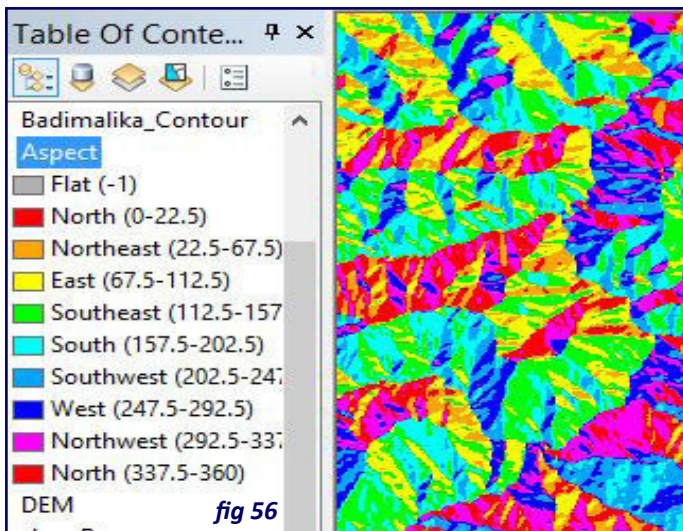 Table Of Conte...
Badimalika_Contour
Aspect
Flat (-1)
North (0-22.5)
Northeast (22.5-67.5)
East (67.5-112.5)
Southeast (112.5-157
South (157.5-202.5)
Southwest (202.5-247
West (247.5-292.5)
Northwest (292.5-337
North (337.5-360)
DEM
fig 56